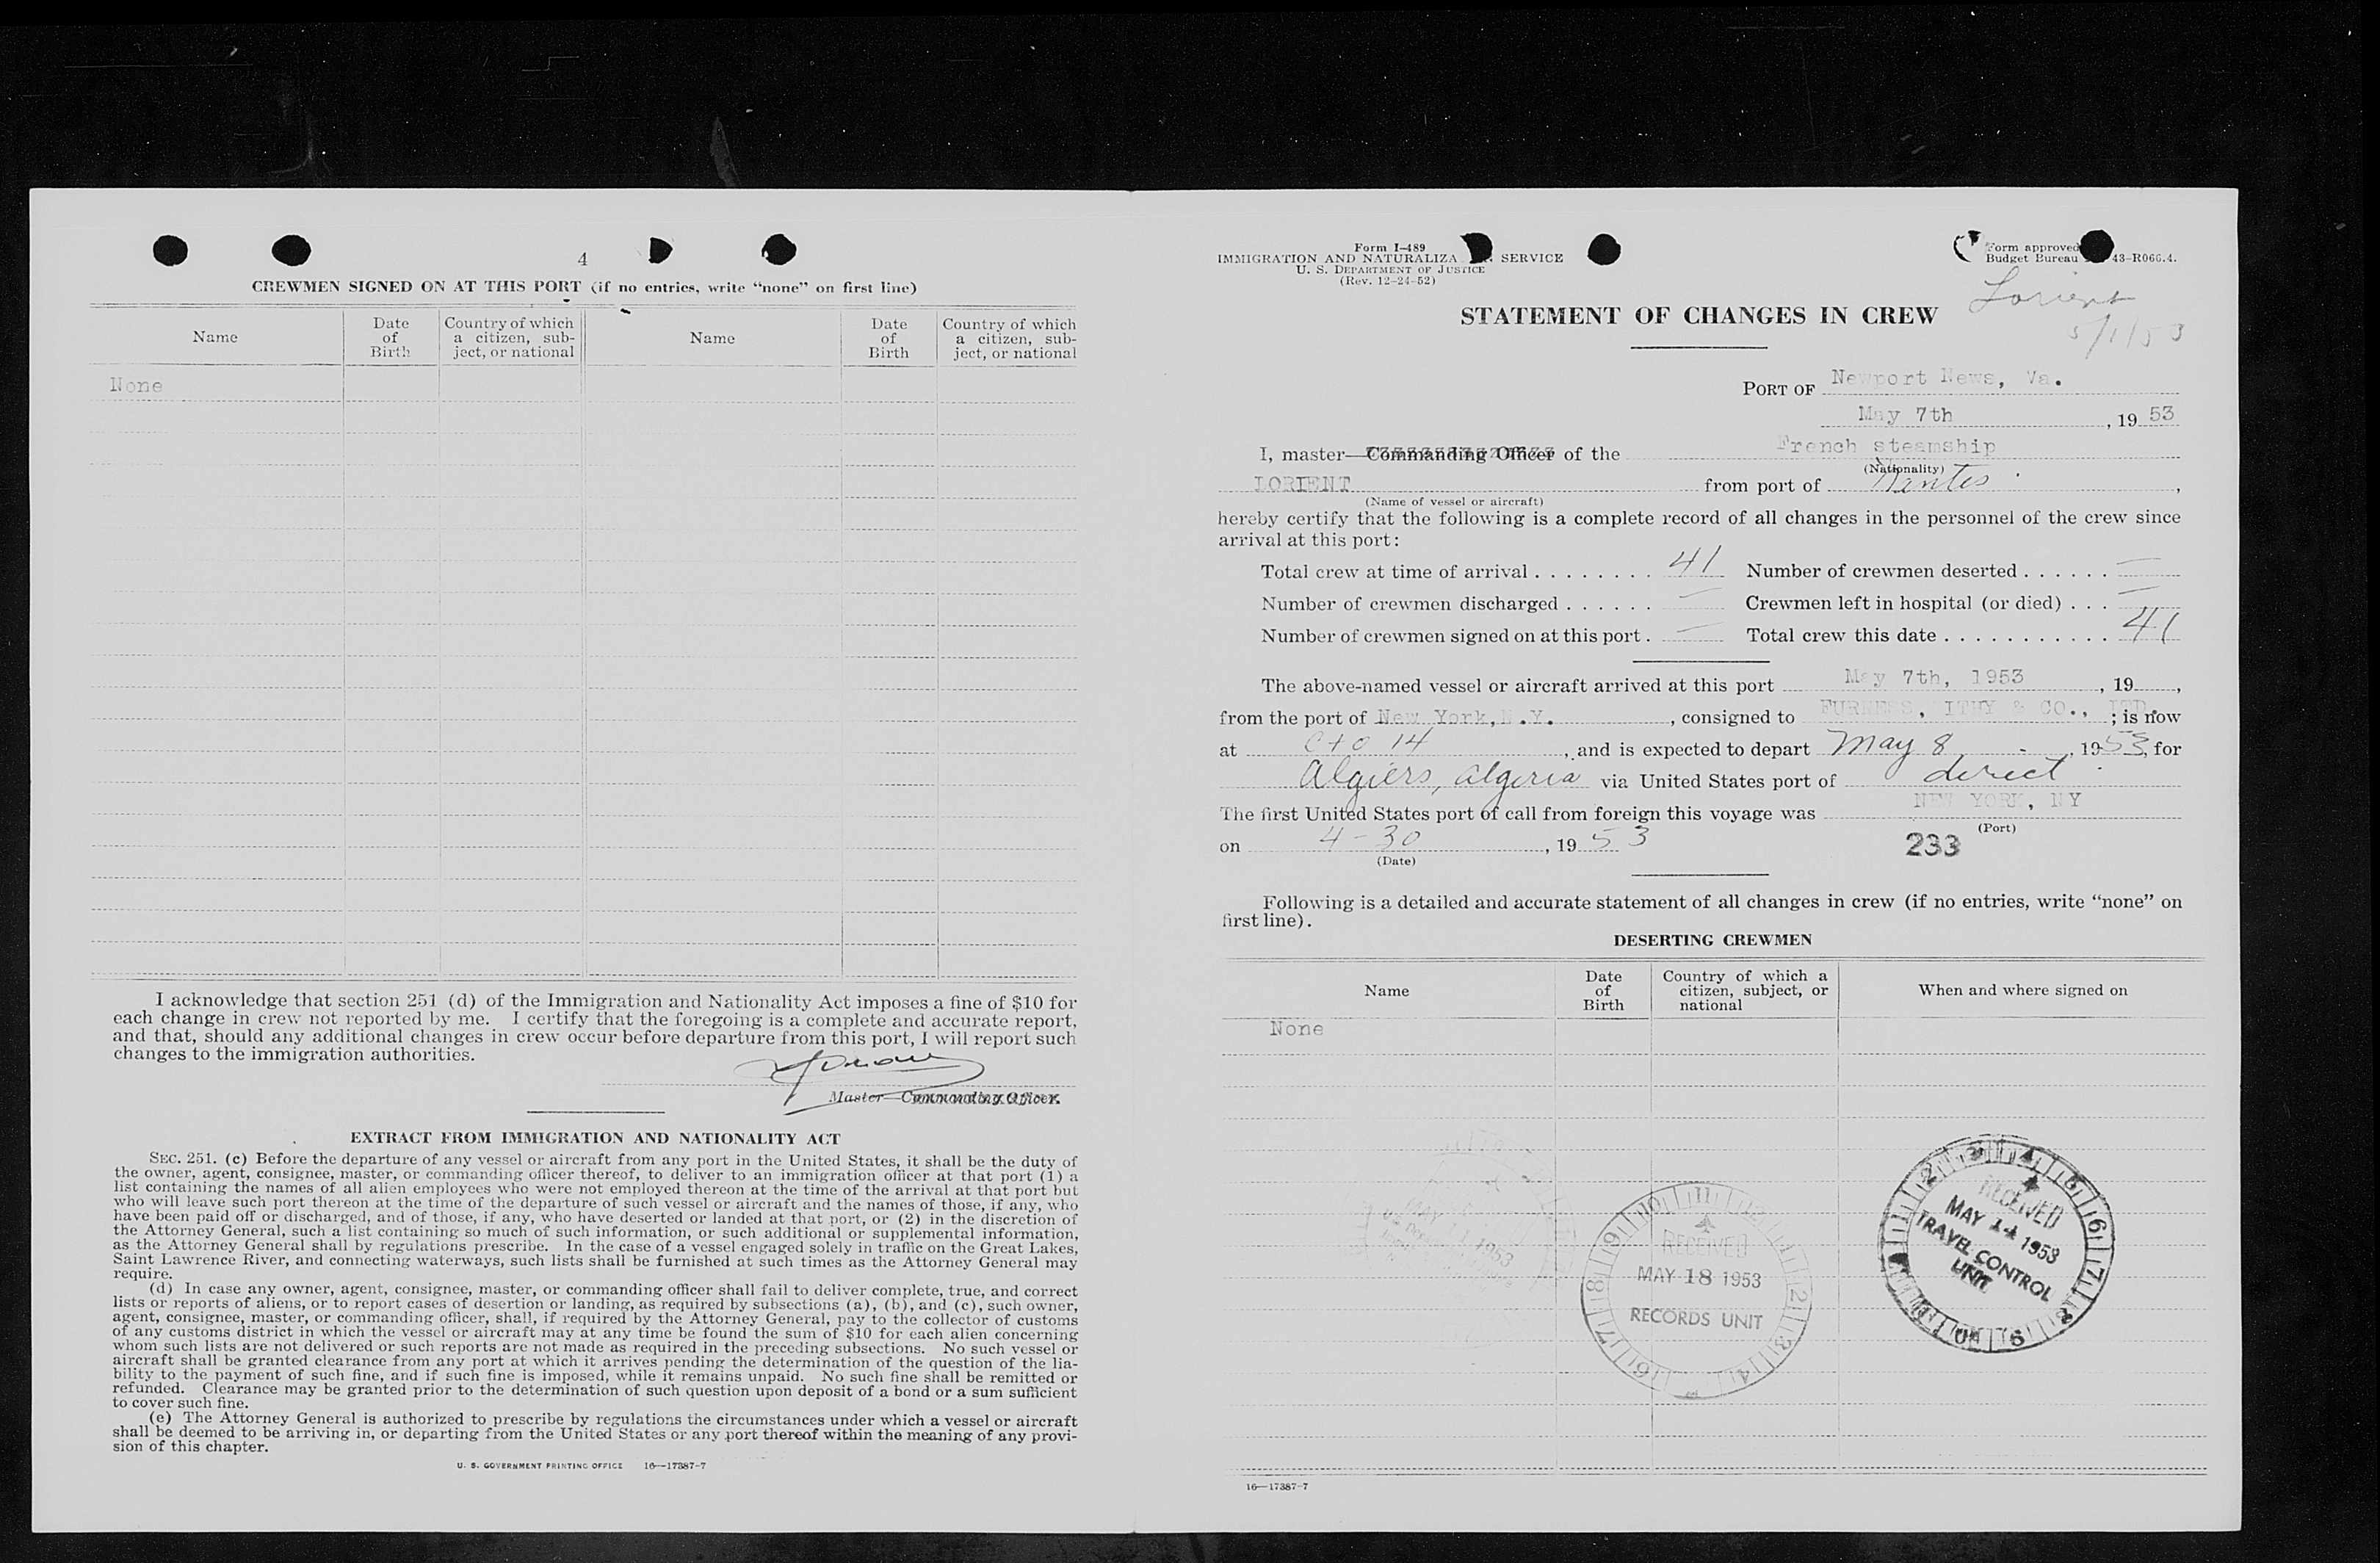 4
CREWMEN SIGNED ON AT THIS PORT (if no entries, write “none” on first line)
Name
Date of Birth
Country of which a citizen, sub-ject, or national
Name
Date of Birth
Country of which a citizen, sub-ject, or national
None
I acknowledge that section 251 (d) of the Immigration and Nationality Act imposes a fine of $10 for
each change in crew not reported by me. I certify that the foregoing is a complete and accurate report,
and that, should any additional changes in crew occur before departure from this port, I will report such
changes to the immigration authorities.
Master—Commanding Officer.
EXTRACT FROM IMMIGRATION AND NATIONALITY ACT
SEC. 251. (c) Before the departure of any vessel or aircraft from any port in the United States, it shall be the duty of
the owner, agent, consignee, master, or commanding officer thereof, to deliver to an immigration officer at that port (1) a
list containing the names of all alien employees who were not employed thereon at the time of the arrival at that port but
who will leave such port thereon at the time of the departure of such vessel or aircraft and the names of those, if any, who
have been paid off or discharged, and of those, if any, who have deserted or landed at that port, or (2) in the discretion of
the Attorney General, such a list containing so much of such information, or such additional or supplemental information,
as the Attorney General shall by regulations prescribe. In the case of a vessel engaged solely in traffic on the Great Lakes,
Saint Lawrence River, and connecting waterways, such lists shall be furnished at such times as the Attorney General may
require.
(d) In case any owner, agent, consignee, master, or commanding officer shall fail to deliver complete, true, and correct
lists or reports of aliens, or to report cases of desertion or landing, as required by subsections (a), (b), and (c), such owner,
agent, consignee, master, or commanding officer, shall, if required by the Attorney General, pay to the collector of customs
of any customs district in which the vessel or aircraft may at any time be found the sum of $10 for each alien concerning
whom such lists are not delivered or such reports are not made as required in the preceding subsections. No such vessel or
aircraft shall be granted clearance from any port at which it arrives pending the determination of the question of the lia-
bility to the payment of such fine, and if such fine is imposed, while it remains unpaid. No such fine shall be remitted or
refunded. Clearance may be granted prior to the determination of such question upon deposit of a bond or a sum sufficient
to cover such fine.
(e) The Attorney General is authorized to prescribe by regulations the circumstances under which a vessel or aircraft
shall be deemed to be arriving in, or departing from the United States or any port thereof within the meaning of any provi-
sion of this chapter.
U. S. GOVERNMENT PRINTING OFFICE 16—17387-7
Form I-489
IMMIGRATION AND NATURALIZA SERVICE
U. S. DEPARTMENT OF JUSTICE
(Rev. 12-24-52)
Form approved
Budget Bureau 43-R066.4.
Lorient
5/1/53
STATEMENT OF CHANGES IN CREW
PORT OF Newport News, Va.
May 7th, 19 53
I, master—Commanding Officer of the French steamship
(Nationality)
LORIENT from port of Nantes,
(Name of vessel or aircraft)
hereby certify that the following is a complete record of all changes in the personnel of the crew since
arrival at this port:
Total crew at time of arrival . . . . . . . . 41 Number of crewmen deserted . . . . . . —
Number of crewmen discharged . . . . . . — Crewmen left in hospital (or died) . . . —
Number of crewmen signed on at this port . — Total crew this date . . . . . . . . . . . . 41
The above-named vessel or aircraft arrived at this port May 7th, 1953, 19 ,
from the port of New York, N.Y., consigned to FURNESS, ITHY & CO., LTD. ; is now
at C+O 14, and is expected to depart May 8 - , 1953, for
Algiers, Algeria via United States port of direct.
The first United States port of call from foreign this voyage was NEW YORK, NY
(Port)
on 4-30, 19 53
(Date)
233
Following is a detailed and accurate statement of all changes in crew (if no entries, write “none” on
first line).
DESERTING CREWMEN
Name
Date of Birth
Country of which a citizen, subject, or national
When and where signed on
None
MAY 11 1953
RECEIVED
MAY 18 1953
RECORDS UNIT
RECEIVED
MAY 14 1953
TRAVEL CONTROL
UNIT
16—17387-7